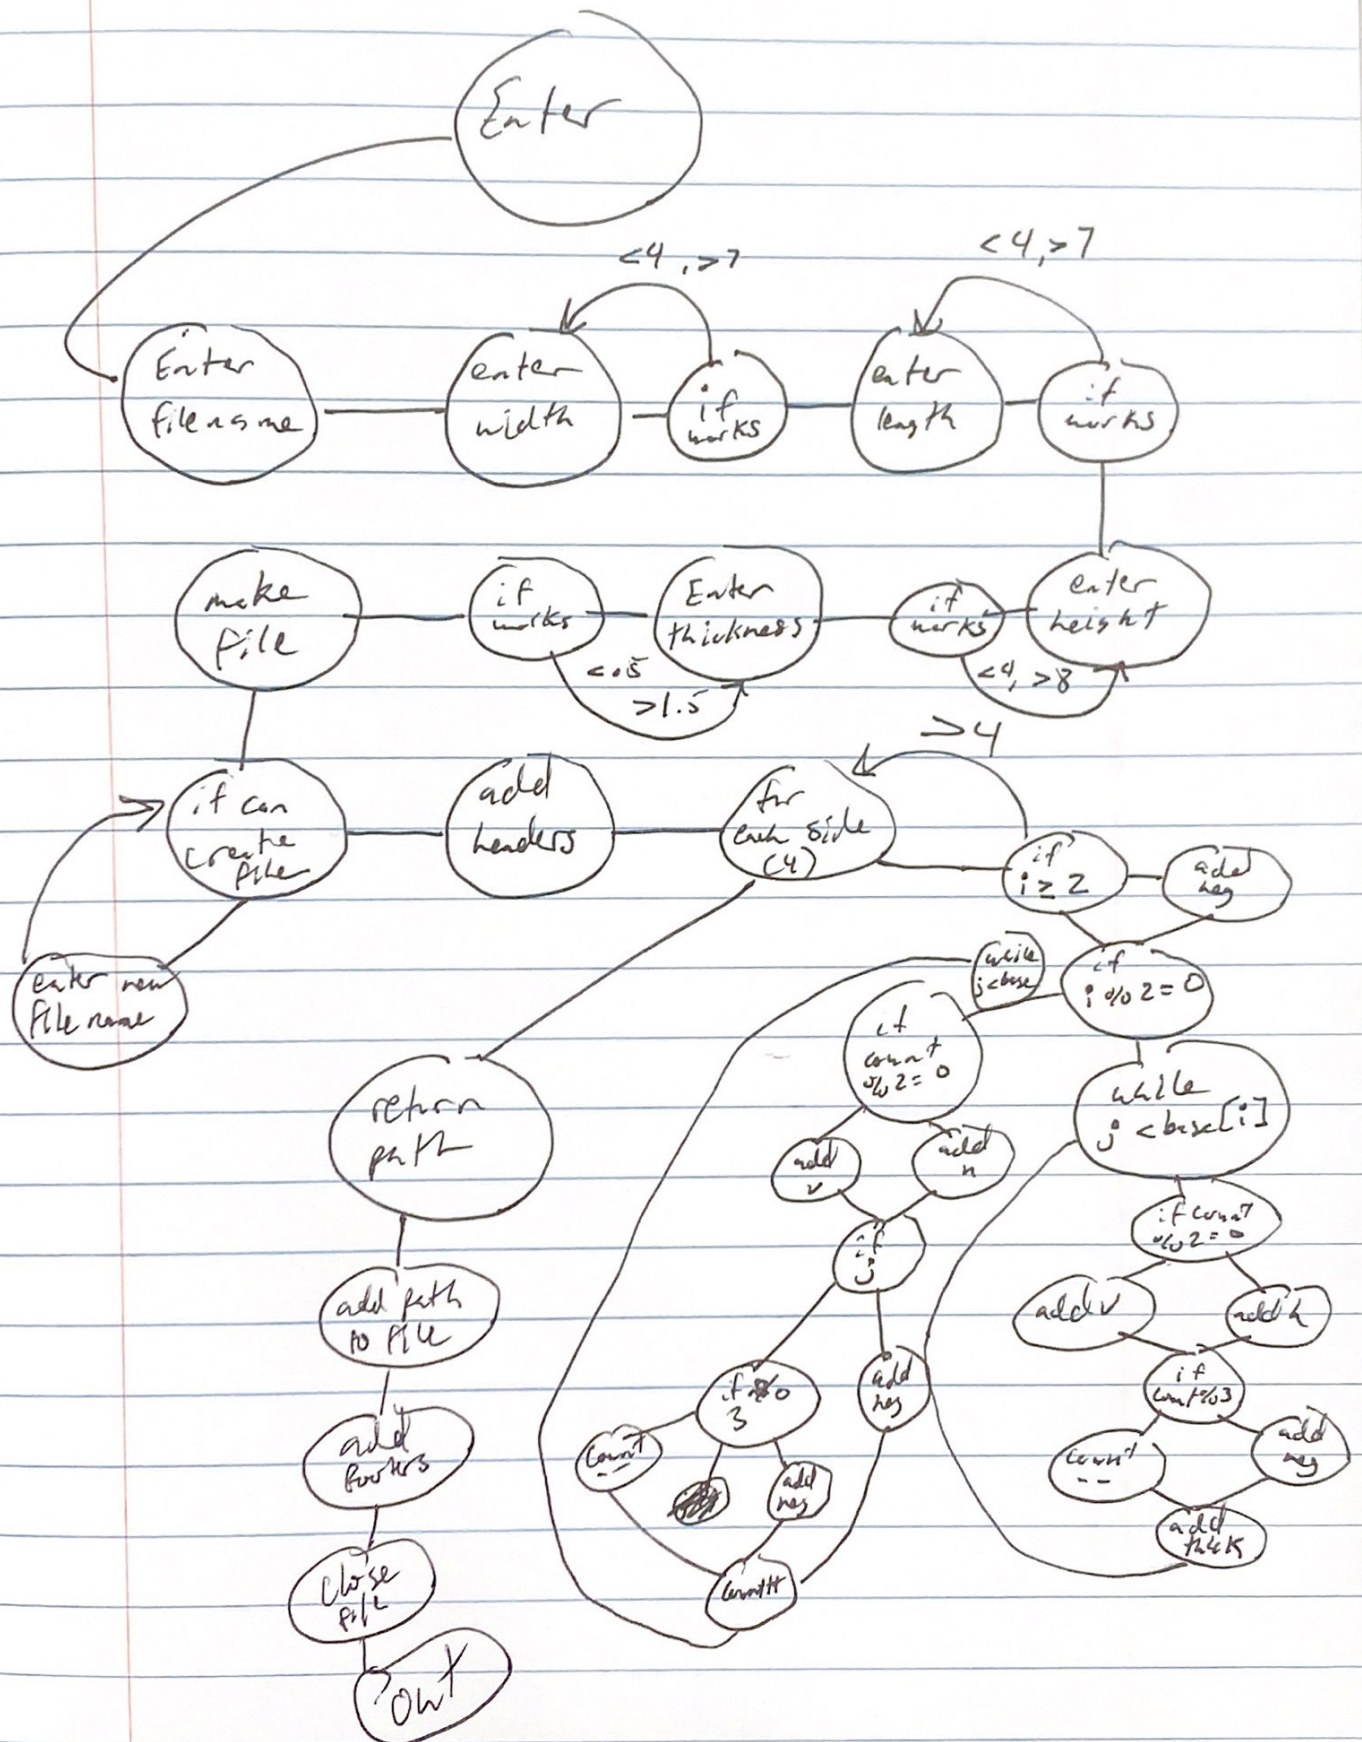 Enter
<4, >7
<4, >7
Enter
filename
enter
width
if
works
enter
length
if
works
make
file
if
works
Enter
thickness
if
works
enter
height
<.5
>1.5
<4, >8
>4
if can
create
file
add
headers
for
each side
(4)
if
i ≥ 2
add
neg
enter new
file name
while
j<base
if
i %2=0
if
count
%2=0
while
j <base[i]
return
path
add
v
add
h
if count
%2=0
if
j
add v
add h
add path
to file
if %
3
add
neg
if
count%3
add
footers
count
--
add
neg
count
--
add
neg
close
file
count++
add
thick
out